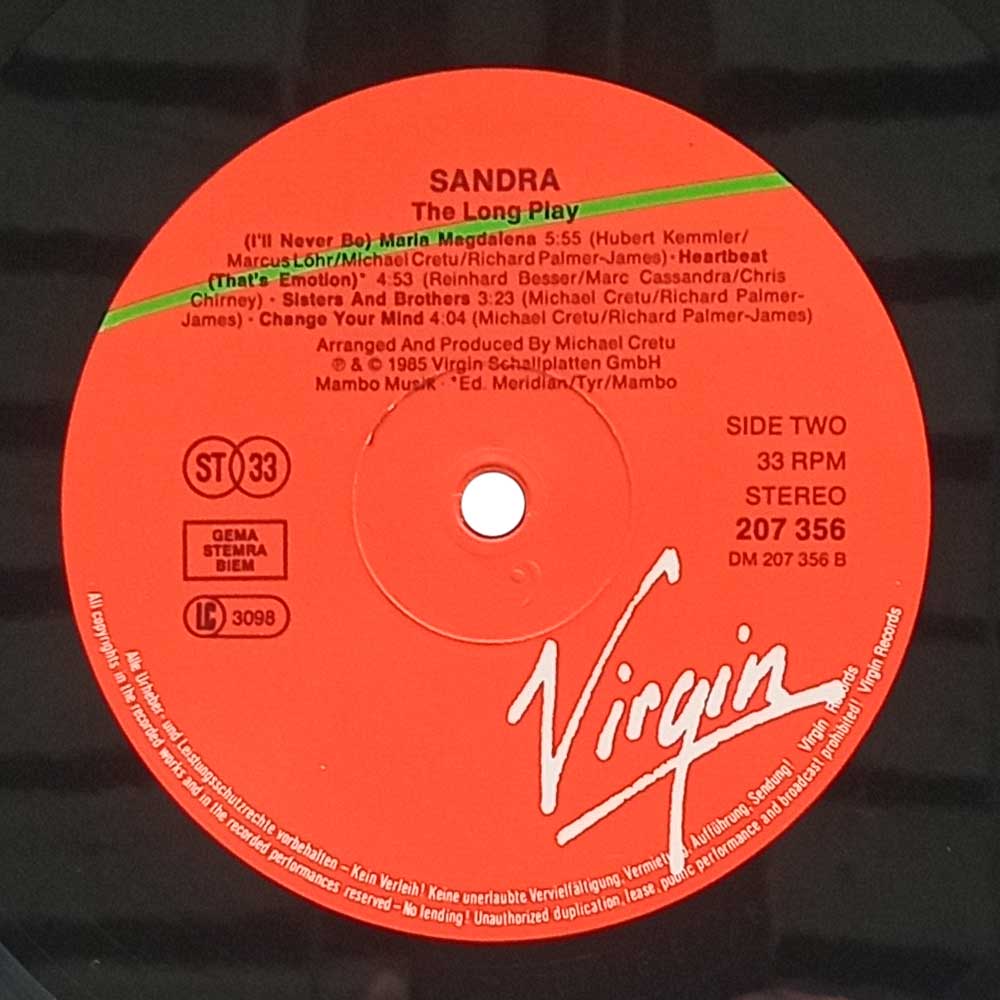 SANDRA
The Long Play
(I'll Never Be) Maria Magdalena 5:55 (Hubert Kemmler/
Marcus Löhr/Michael Cretu/Richard Palmer-James) · Heartbeat
(That's Emotion)* 4:53 (Reinhard Besser/Marc Cassandra/Chris
Chirney) · Sisters And Brothers 3:23 (Michael Cretu/Richard Palmer-
James) · Change Your Mind 4:04 (Michael Cretu/Richard Palmer-James)
Arranged And Produced By Michael Cretu
℗ & © 1985 Virgin Schallplatten GmbH
Mambo Musik · *Ed. Meridian/Tyr/Mambo
SIDE TWO
33 RPM
STEREO
207 356
DM 207 356 B
ST 33
GEMA
STEMRA
BIEM
LC 3098
Virgin
Alle Urheber- und Leistungsschutzrechte vorbehalten – Kein Verleih! Keine unerlaubte Vervielfältigung, Vermietung, Aufführung, Sendung! Virgin Records
All copyrights in the recorded works and in the recorded performances reserved – No lending! Unauthorized duplication, lease, public performance and broadcast prohibited! Virgin Records